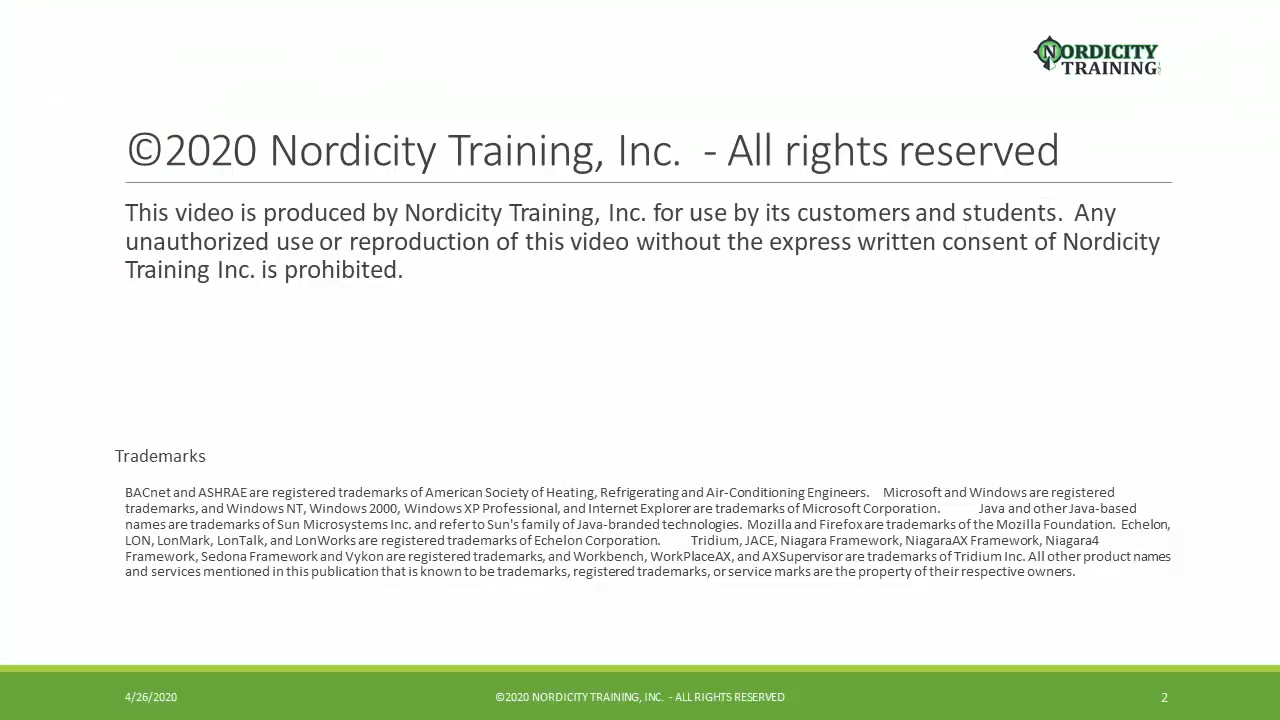 NORDICITY
TRAINING
©2020 Nordicity Training, Inc.  - All rights reserved
This video is produced by Nordicity Training, Inc. for use by its customers and students.  Any
unauthorized use or reproduction of this video without the express written consent of Nordicity
Training Inc. is prohibited.
Trademarks
BACnet and ASHRAE are registered trademarks of American Society of Heating, Refrigerating and Air-Conditioning Engineers.    Microsoft and Windows are registered
trademarks, and Windows NT, Windows 2000, Windows XP Professional, and Internet Explorer are trademarks of Microsoft Corporation.          Java and other Java-based
names are trademarks of Sun Microsystems Inc. and refer to Sun's family of Java-branded technologies.  Mozilla and Firefox are trademarks of the Mozilla Foundation.  Echelon,
LON, LonMark, LonTalk, and LonWorks are registered trademarks of Echelon Corporation.        Tridium, JACE, Niagara Framework, NiagaraAX Framework, Niagara4
Framework, Sedona Framework and Vykon are registered trademarks, and Workbench, WorkPlaceAX, and AXSupervisor are trademarks of Tridium Inc. All other product names
and services mentioned in this publication that is known to be trademarks, registered trademarks, or service marks are the property of their respective owners.
4/26/2020
©2020 NORDICITY TRAINING, INC.  - ALL RIGHTS RESERVED
2